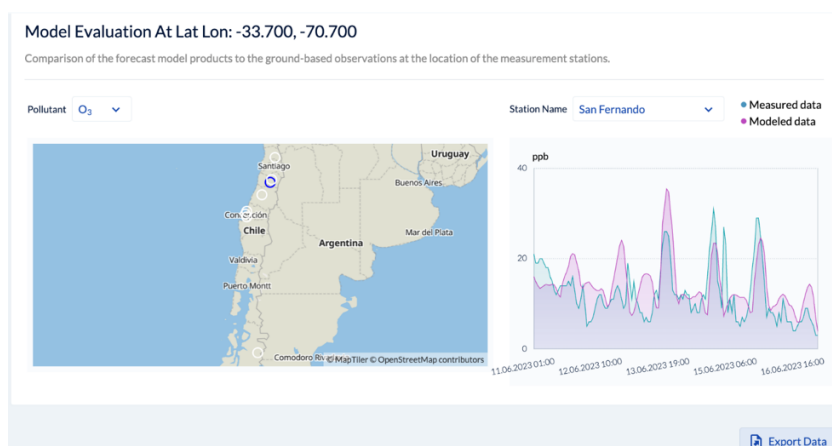 Model Evaluation At Lat Lon: -33.700, -70.700
Comparison of the forecast model products to the ground-based observations at the location of the measurement stations.
Pollutant O₃
Station Name San Fernando
Measured data
Modeled data
Uruguay
Santiago
Buenos Aires
Concepción
Chile
Mar del Plata
Argentina
Valdivia
Puerto Montt
Comodoro
© MapTiler © OpenStreetMap contributors
ppb
40
20
0
11.06.2023 01:00
12.06.2023 10:00
13.06.2023 19:00
15.06.2023 06:00
16.06.2023 16:00
Export Data